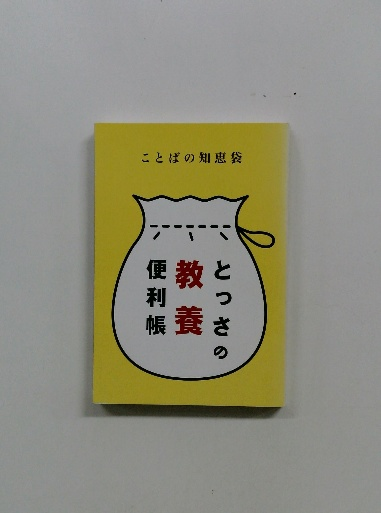 ことばの知恵袋
とっさの
教養
便利帳